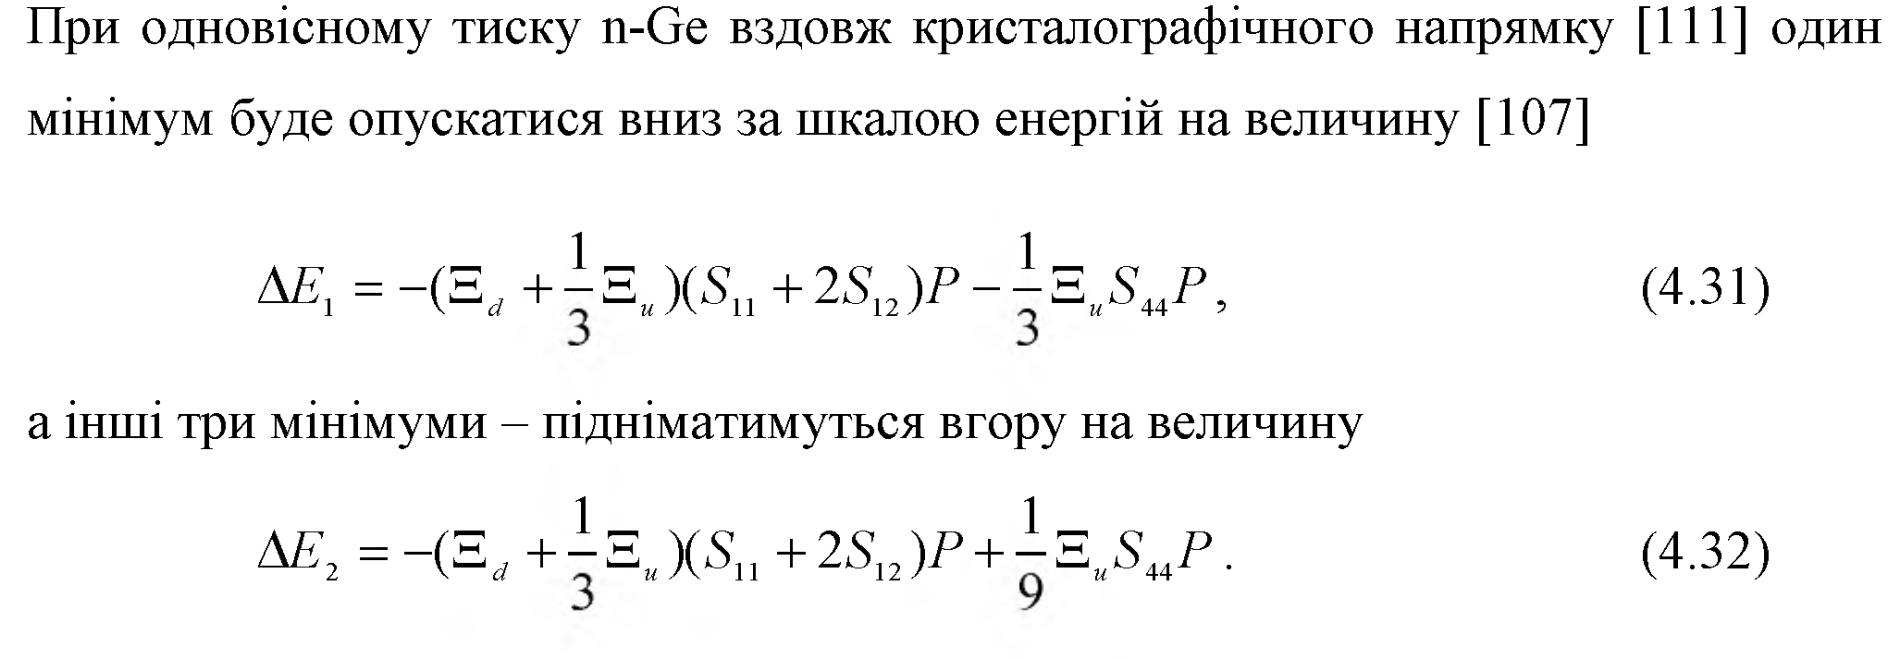 При одновісному тиску n-Ge вздовж кристалографічного напрямку [111] один
мінімум буде опускатися вниз за шкалою енергій на величину [107]
ΔE₁ = −(Ξ_d + 1/3 Ξ_u)(S₁₁ + 2S₁₂)P − 1/3 Ξ_u S₄₄ P , (4.31)
а інші три мінімуми – підніматимуться вгору на величину
ΔE₂ = −(Ξ_d + 1/3 Ξ_u)(S₁₁ + 2S₁₂)P + 1/9 Ξ_u S₄₄ P . (4.32)